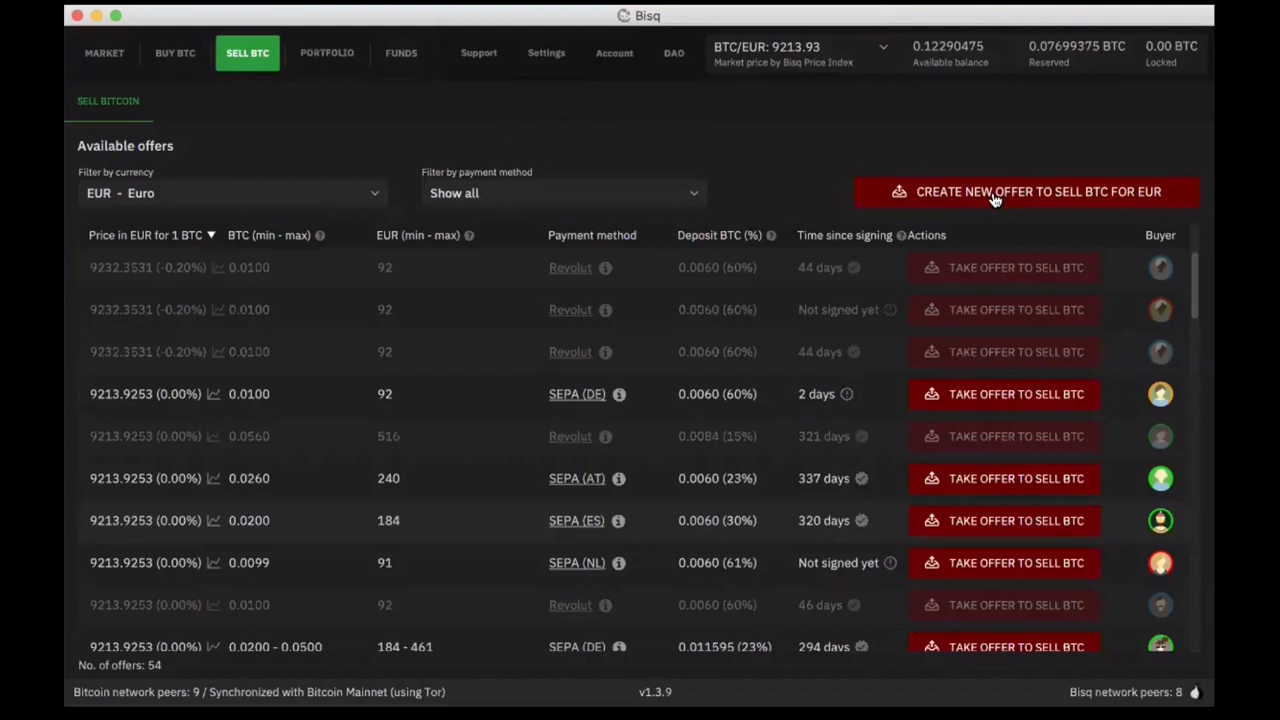 Bisq
MARKET BUY BTC SELL BTC PORTFOLIO FUNDS Support Settings Account DAO BTC/EUR: 9213.93 0.12290475 0.07699375 BTC 0.00 BTC
Market price by Bisq Price Index Available balance Reserved Locked
SELL BITCOIN
Available offers
Filter by currency Filter by payment method
EUR - Euro Show all CREATE NEW OFFER TO SELL BTC FOR EUR
Price in EUR for 1 BTC BTC (min - max) EUR (min - max) Payment method Deposit BTC (%) Time since signing Actions Buyer
9232.3531 (-0.20%) 0.0100 92 Revolut 0.0060 (60%) 44 days TAKE OFFER TO SELL BTC
9232.3531 (-0.20%) 0.0100 92 Revolut 0.0060 (60%) Not signed yet TAKE OFFER TO SELL BTC
9232.3531 (-0.20%) 0.0100 92 Revolut 0.0060 (60%) 44 days TAKE OFFER TO SELL BTC
9213.9253 (0.00%) 0.0100 92 SEPA (DE) 0.0060 (60%) 2 days TAKE OFFER TO SELL BTC
9213.9253 (0.00%) 0.0560 516 Revolut 0.0084 (15%) 321 days TAKE OFFER TO SELL BTC
9213.9253 (0.00%) 0.0260 240 SEPA (AT) 0.0060 (23%) 337 days TAKE OFFER TO SELL BTC
9213.9253 (0.00%) 0.0200 184 SEPA (ES) 0.0060 (30%) 320 days TAKE OFFER TO SELL BTC
9213.9253 (0.00%) 0.0099 91 SEPA (NL) 0.0060 (61%) Not signed yet TAKE OFFER TO SELL BTC
9213.9253 (0.00%) 0.0100 92 Revolut 0.0060 (60%) 46 days TAKE OFFER TO SELL BTC
9213.9253 (0.00%) 0.0200 - 0.0500 184 - 461 SEPA (DE) 0.011595 (23%) 294 days TAKE OFFER TO SELL BTC
No. of offers: 54
Bitcoin network peers: 9 / Synchronized with Bitcoin Mainnet (using Tor) v1.3.9 Bisq network peers: 8